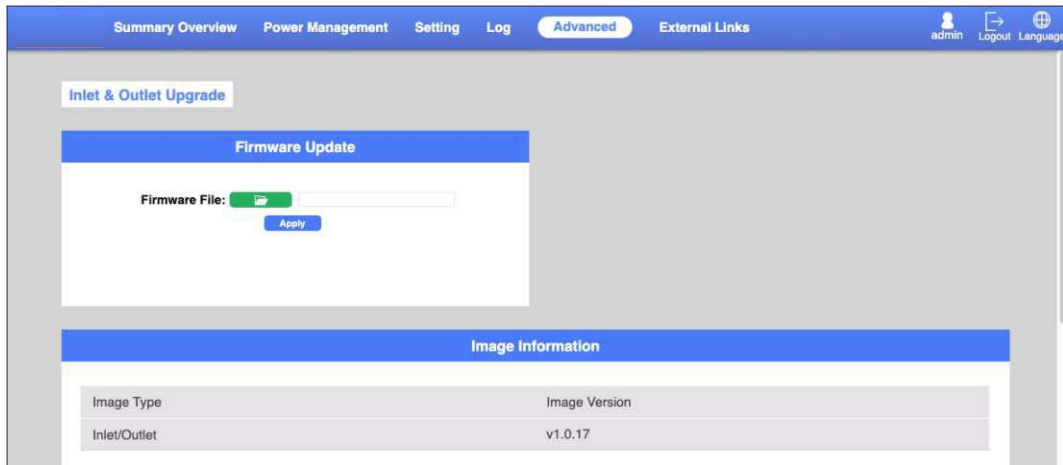 Summary Overview Power Management Setting Log Advanced External Links admin Logout Language
Inlet & Outlet Upgrade
Firmware Update
Firmware File:
Apply
Image Information
Image Type Image Version
Inlet/Outlet v1.0.17